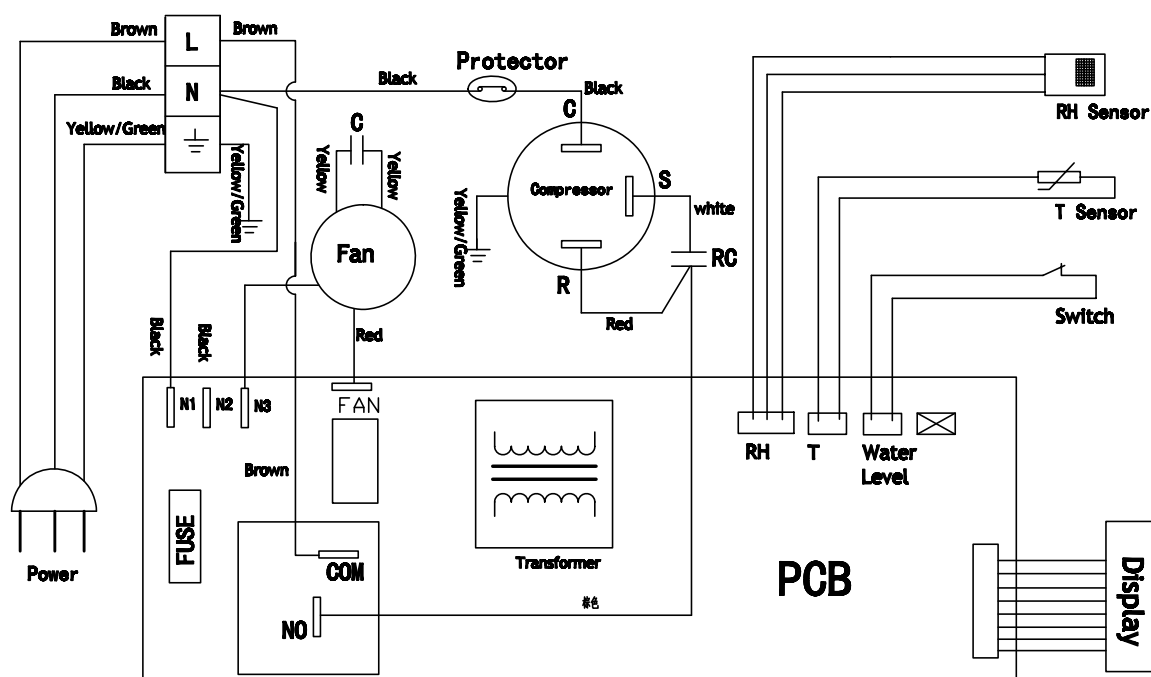 Brown
L
Brown
Black
N
Black
Protector
Black
Yellow/Green
Yellow/Green
C
Yellow
Yellow
Fan
C
Compressor
S
white
Yellow/Green
R
RC
Red
RH Sensor
T Sensor
Switch
Black
Black
Red
N1
N2
N3
FAN
Brown
RH
T
Water
Level
FUSE
Transformer
COM
NO
棕色
PCB
Display
Power